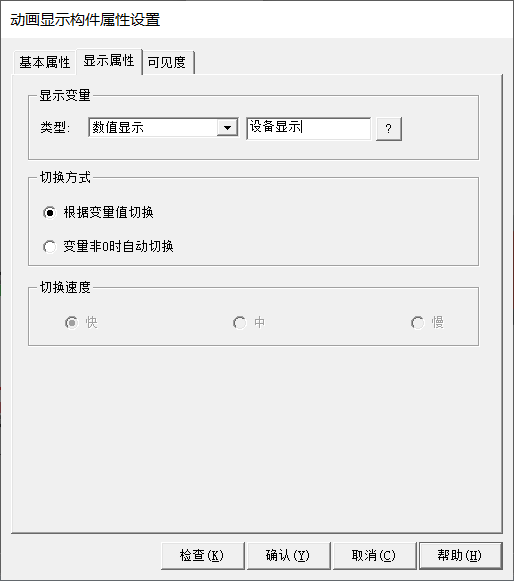 动画显示构件属性设置
基本属性 显示属性 可见度
显示变量
类型: 数值显示 设备显示 ?
切换方式
根据变量值切换
变量非0时自动切换
切换速度
快 中 慢
检查(K) 确认(Y) 取消(C) 帮助(H)